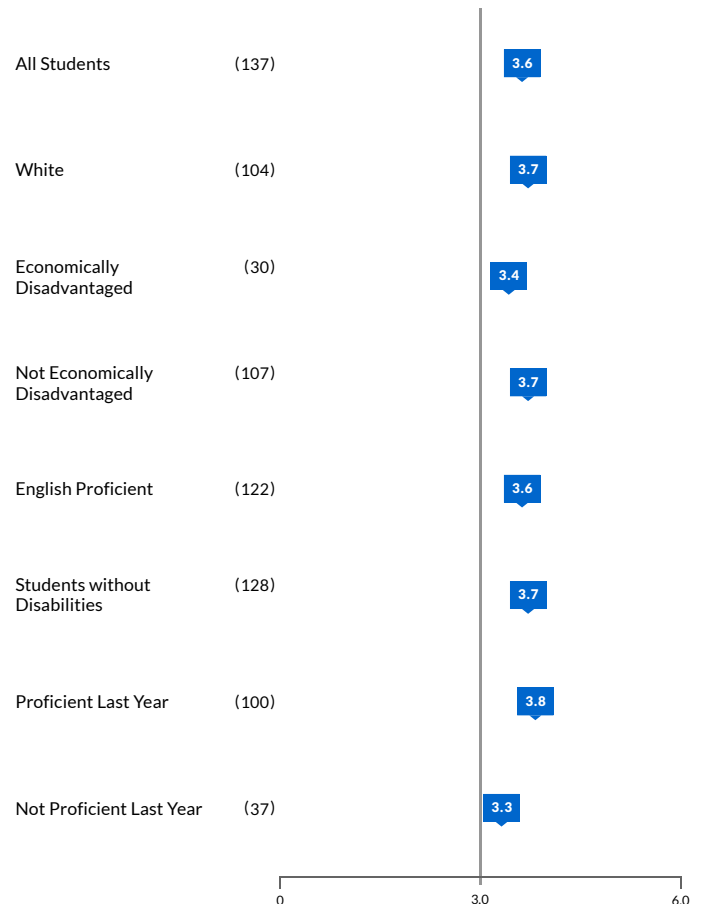 All Students (137) 3.6
White (104) 3.7
Economically (30)
Disadvantaged
3.4
Not Economically (107)
Disadvantaged
3.7
English Proficient (122) 3.6
Students without (128)
Disabilities
3.7
Proficient Last Year (100) 3.8
Not Proficient Last Year (37) 3.3
0 3.0 6.0